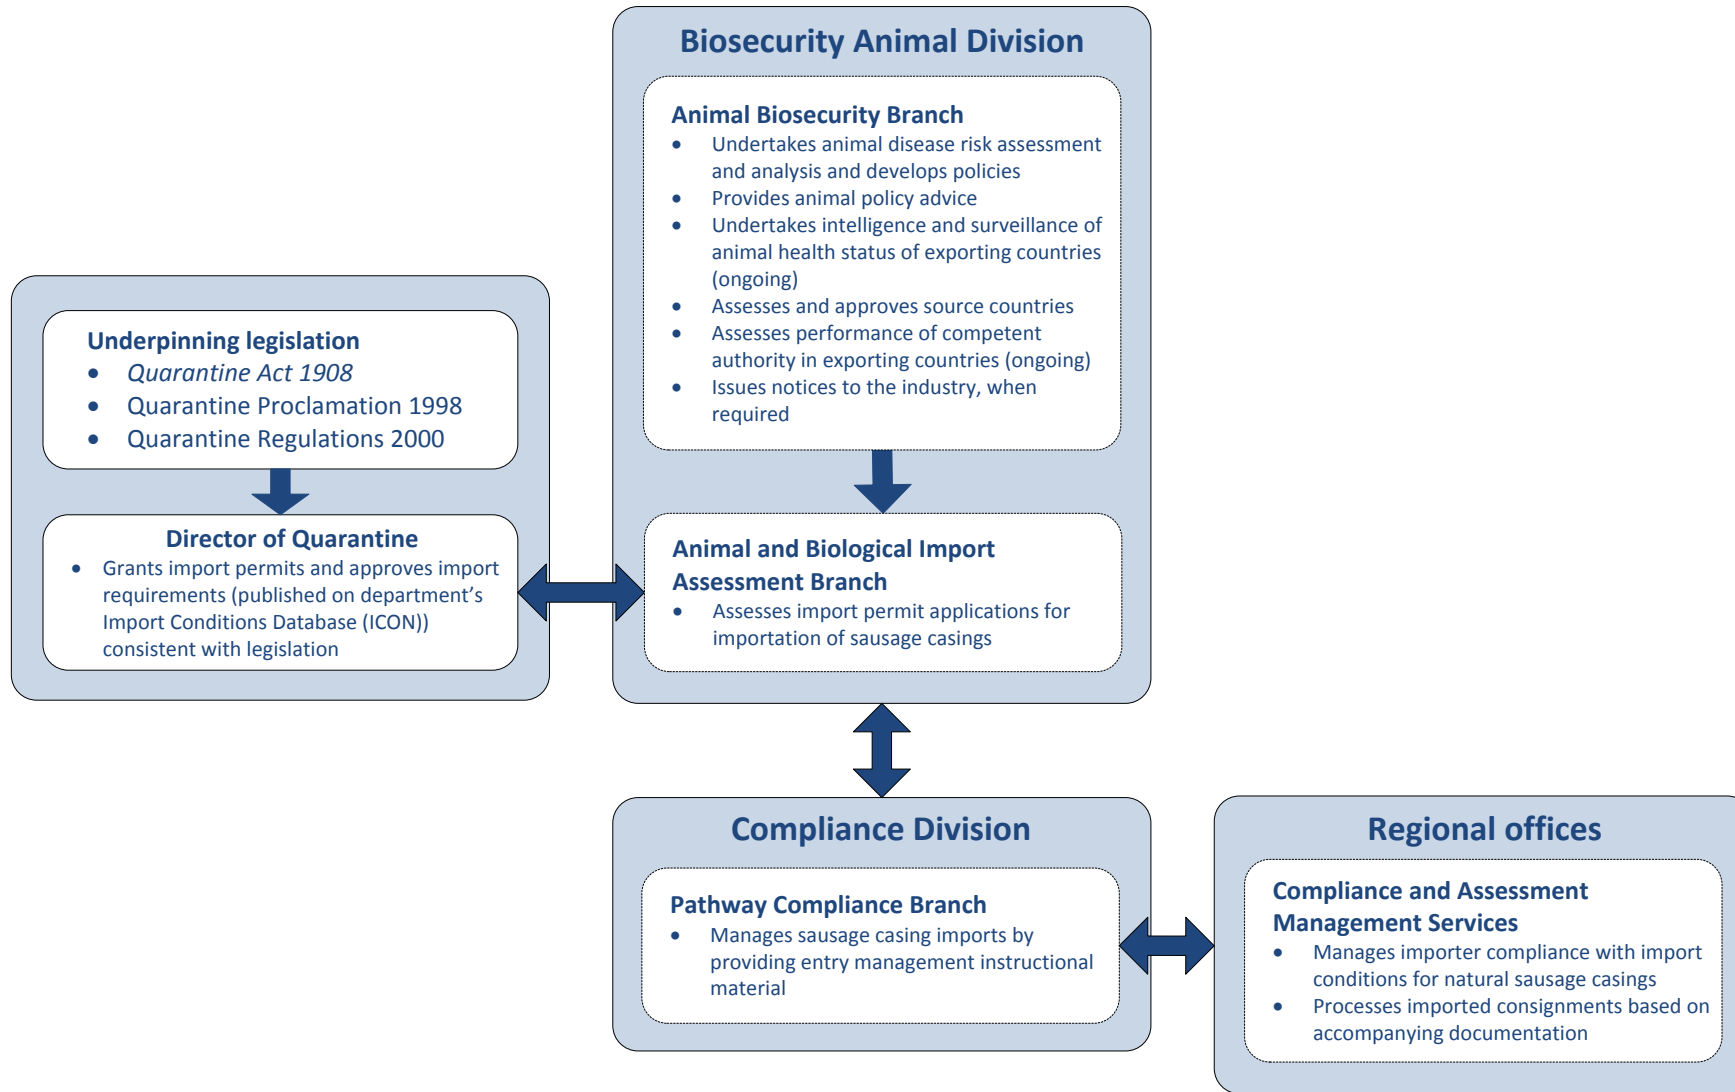 Biosecurity Animal Division
Animal Biosecurity Branch
• Undertakes animal disease risk assessment
and analysis and develops policies
• Provides animal policy advice
• Undertakes intelligence and surveillance of
animal health status of exporting countries
(ongoing)
• Assesses and approves source countries
• Assesses performance of competent
authority in exporting countries (ongoing)
• Issues notices to the industry, when
required
Underpinning legislation
• Quarantine Act 1908
• Quarantine Proclamation 1998
• Quarantine Regulations 2000
Director of Quarantine
• Grants import permits and approves import
requirements (published on department’s
Import Conditions Database (ICON))
consistent with legislation
Animal and Biological Import
Assessment Branch
• Assesses import permit applications for
importation of sausage casings
Compliance Division
Pathway Compliance Branch
• Manages sausage casing imports by
providing entry management instructional
material
Regional offices
Compliance and Assessment
Management Services
• Manages importer compliance with import
conditions for natural sausage casings
• Processes imported consignments based on
accompanying documentation